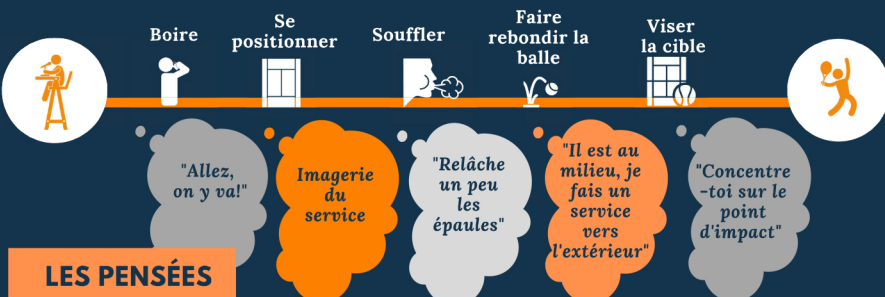 Boire
Se
positionner
Souffler
Faire
rebondir la
balle
Viser
la cible
"Allez,
on y va!"
Imagerie
du
service
"Relâche
un peu
les
épaules"
"Il est au
milieu, je
fais un
service
vers
l'extérieur"
"Concentre
-toi sur le
point
d'impact"
LES PENSÉES